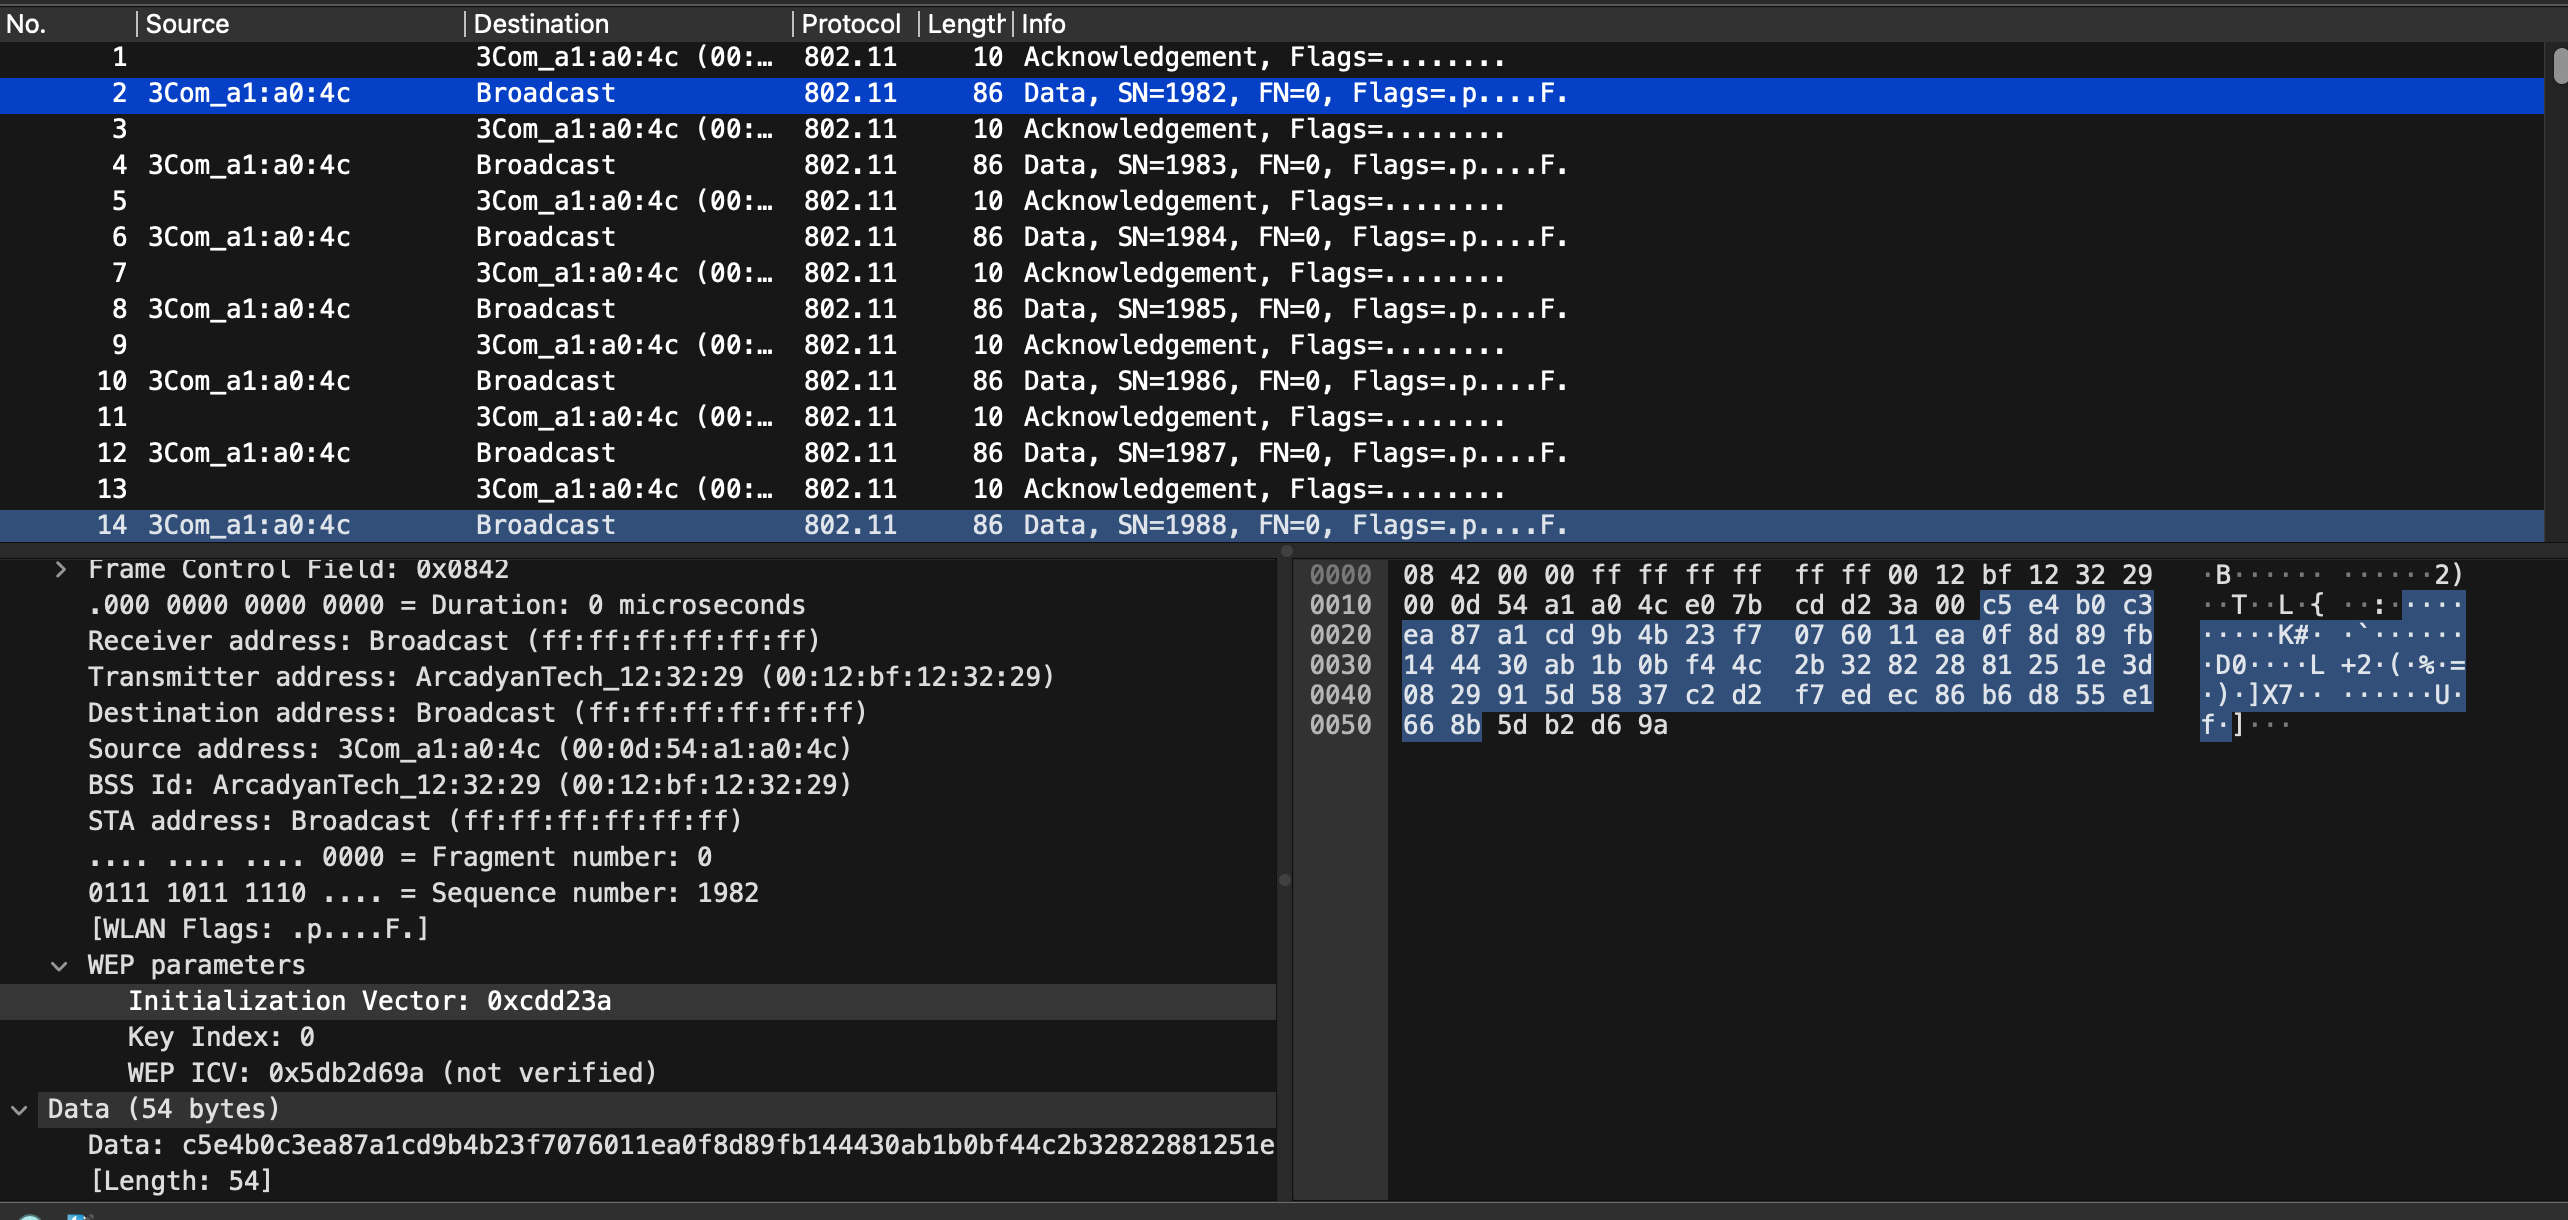 No. Source Destination Protocol Length Info
1 3Com_a1:a0:4c (00:… 802.11 10 Acknowledgement, Flags=........
2 3Com_a1:a0:4c Broadcast 802.11 86 Data, SN=1982, FN=0, Flags=.p....F.
3 3Com_a1:a0:4c (00:… 802.11 10 Acknowledgement, Flags=........
4 3Com_a1:a0:4c Broadcast 802.11 86 Data, SN=1983, FN=0, Flags=.p....F.
5 3Com_a1:a0:4c (00:… 802.11 10 Acknowledgement, Flags=........
6 3Com_a1:a0:4c Broadcast 802.11 86 Data, SN=1984, FN=0, Flags=.p....F.
7 3Com_a1:a0:4c (00:… 802.11 10 Acknowledgement, Flags=........
8 3Com_a1:a0:4c Broadcast 802.11 86 Data, SN=1985, FN=0, Flags=.p....F.
9 3Com_a1:a0:4c (00:… 802.11 10 Acknowledgement, Flags=........
10 3Com_a1:a0:4c Broadcast 802.11 86 Data, SN=1986, FN=0, Flags=.p....F.
11 3Com_a1:a0:4c (00:… 802.11 10 Acknowledgement, Flags=........
12 3Com_a1:a0:4c Broadcast 802.11 86 Data, SN=1987, FN=0, Flags=.p....F.
13 3Com_a1:a0:4c (00:… 802.11 10 Acknowledgement, Flags=........
14 3Com_a1:a0:4c Broadcast 802.11 86 Data, SN=1988, FN=0, Flags=.p....F.
Frame Control Field: 0x0842
.000 0000 0000 0000 = Duration: 0 microseconds
Receiver address: Broadcast (ff:ff:ff:ff:ff:ff)
Transmitter address: ArcadyanTech_12:32:29 (00:12:bf:12:32:29)
Destination address: Broadcast (ff:ff:ff:ff:ff:ff)
Source address: 3Com_a1:a0:4c (00:0d:54:a1:a0:4c)
BSS Id: ArcadyanTech_12:32:29 (00:12:bf:12:32:29)
STA address: Broadcast (ff:ff:ff:ff:ff:ff)
.... .... .... 0000 = Fragment number: 0
0111 1011 1110 .... = Sequence number: 1982
[WLAN Flags: .p....F.]
WEP parameters
Initialization Vector: 0xcdd23a
Key Index: 0
WEP ICV: 0x5db2d69a (not verified)
Data (54 bytes)
Data: c5e4b0c3ea87a1cd9b4b23f7076011ea0f8d89fb144430ab1b0bf44c2b32822881251e
[Length: 54]
0000 08 42 00 00 ff ff ff ff ff ff 00 12 bf 12 32 29 ·B······ ······2)
0010 00 0d 54 a1 a0 4c e0 7b cd d2 3a 00 c5 e4 b0 c3 ··T··L·{ ··:·····
0020 ea 87 a1 cd 9b 4b 23 f7 07 60 11 ea 0f 8d 89 fb ·····K#· ·`······
0030 14 44 30 ab 1b 0b f4 4c 2b 32 82 28 81 25 1e 3d ·D0····L +2·(·%·=
0040 08 29 91 5d 58 37 c2 d2 f7 ed ec 86 b6 d8 55 e1 ·)·]X7·· ······U·
0050 66 8b 5d b2 d6 9a f·]···